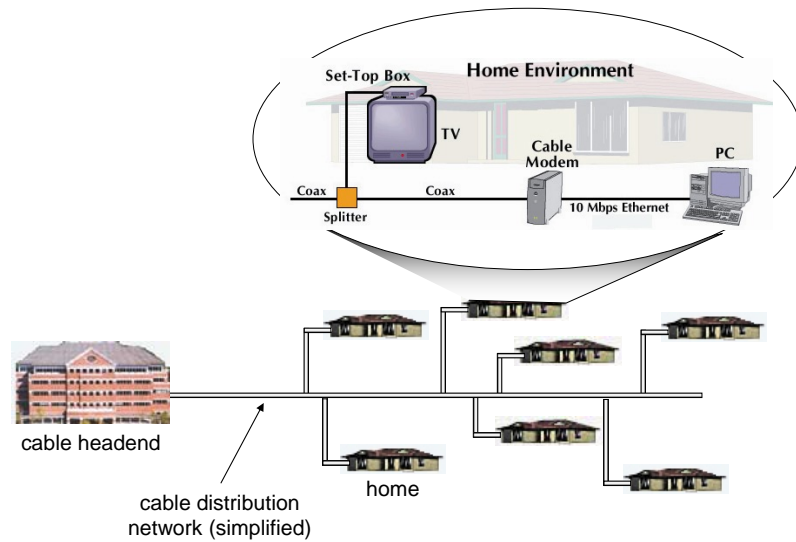 Home Environment
Set-Top Box
TV
Cable
Modem
PC
Coax
Coax
Splitter
10 Mbps Ethernet
cable headend
home
cable distribution
network (simplified)